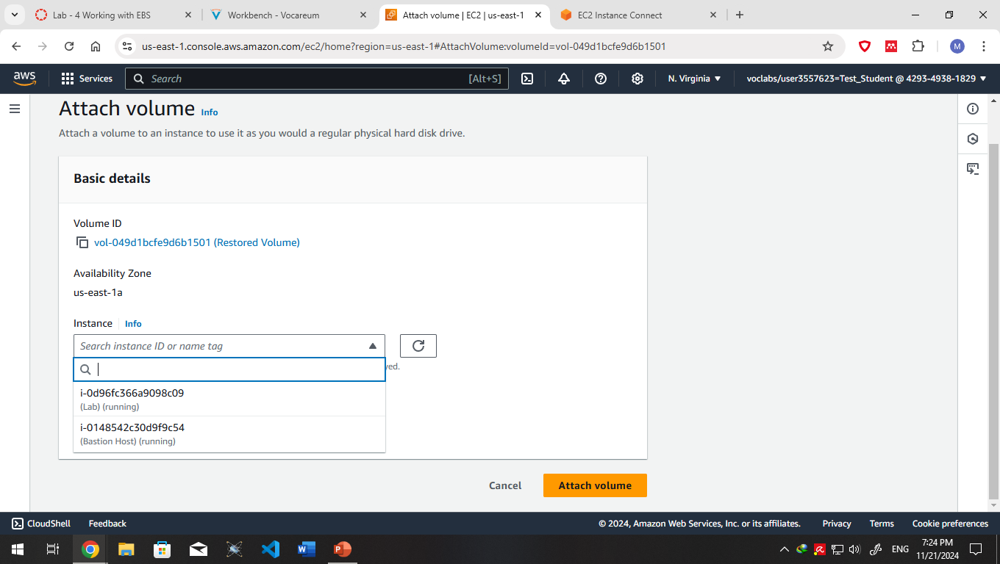 Lab - 4 Working with EBS
Workbench - Vocareum
Attach volume | EC2 | us-east-1
EC2 Instance Connect
us-east-1.console.aws.amazon.com/ec2/home?region=us-east-1#AttachVolume:volumeId=vol-049d1bcfe9d6b1501
M
aws
Services
Search
[Alt+S]
N. Virginia
voclabs/user3557623=Test_Student @ 4293-4938-1829
Attach volume Info
Attach a volume to an instance to use it as you would a regular physical hard disk drive.
Basic details
Volume ID
vol-049d1bcfe9d6b1501 (Restored Volume)
Availability Zone
us-east-1a
Instance Info
Search instance ID or name tag
ved.
i-0d96fc366a9098c09
(Lab) (running)
i-0148542c30d9f9c54
(Bastion Host) (running)
Cancel
Attach volume
CloudShell
Feedback
© 2024, Amazon Web Services, Inc. or its affiliates.
Privacy
Terms
Cookie preferences
ENG
7:24 PM
11/21/2024